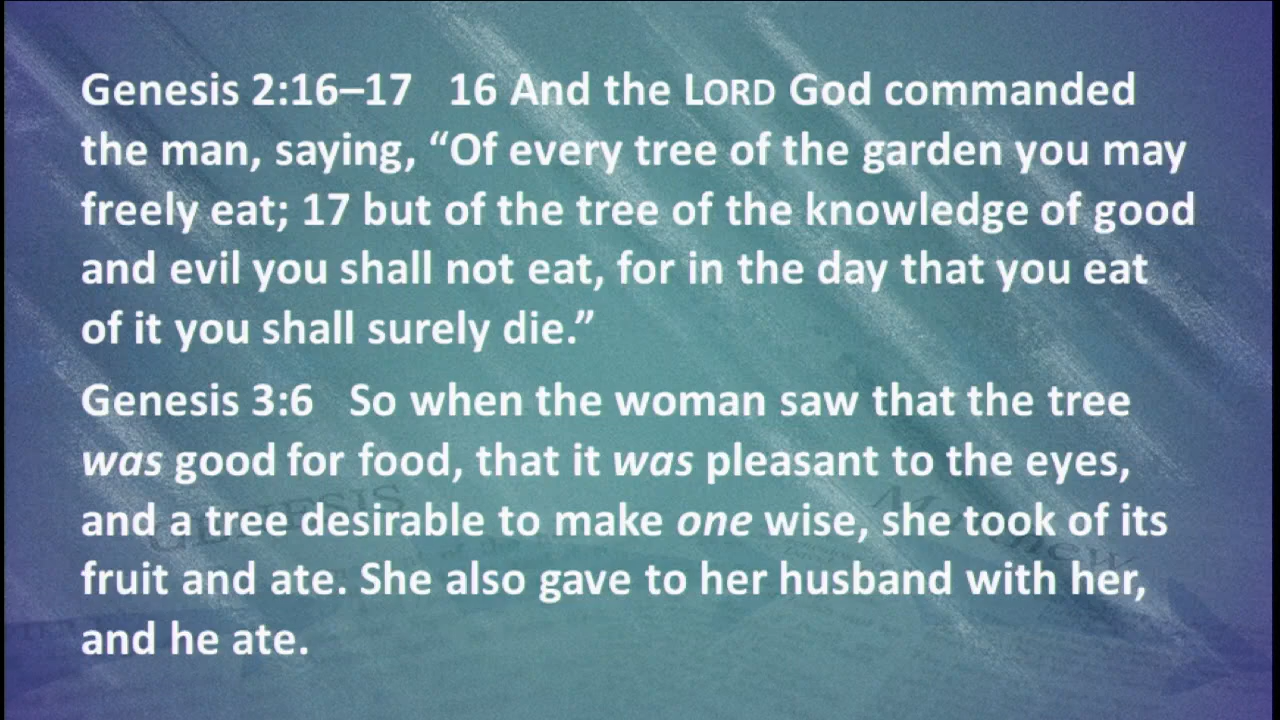 Genesis 2:16–17 16 And the LORD God commanded
the man, saying, “Of every tree of the garden you may
freely eat; 17 but of the tree of the knowledge of good
and evil you shall not eat, for in the day that you eat
of it you shall surely die.”
Genesis 3:6 So when the woman saw that the tree
was good for food, that it was pleasant to the eyes,
and a tree desirable to make one wise, she took of its
fruit and ate. She also gave to her husband with her,
and he ate.
GENESIS
Matthew